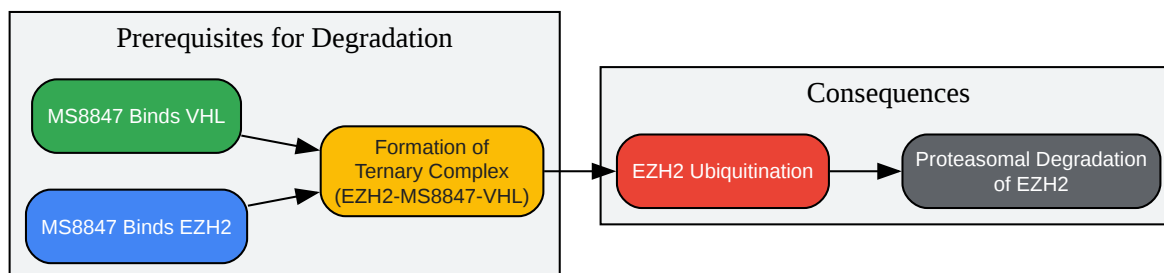 Prerequisites for Degradation
MS8847 Binds VHL
MS8847 Binds EZH2
Formation of
Ternary Complex
(EZH2-MS8847-VHL)
Consequences
EZH2 Ubiquitination
Proteasomal Degradation
of EZH2